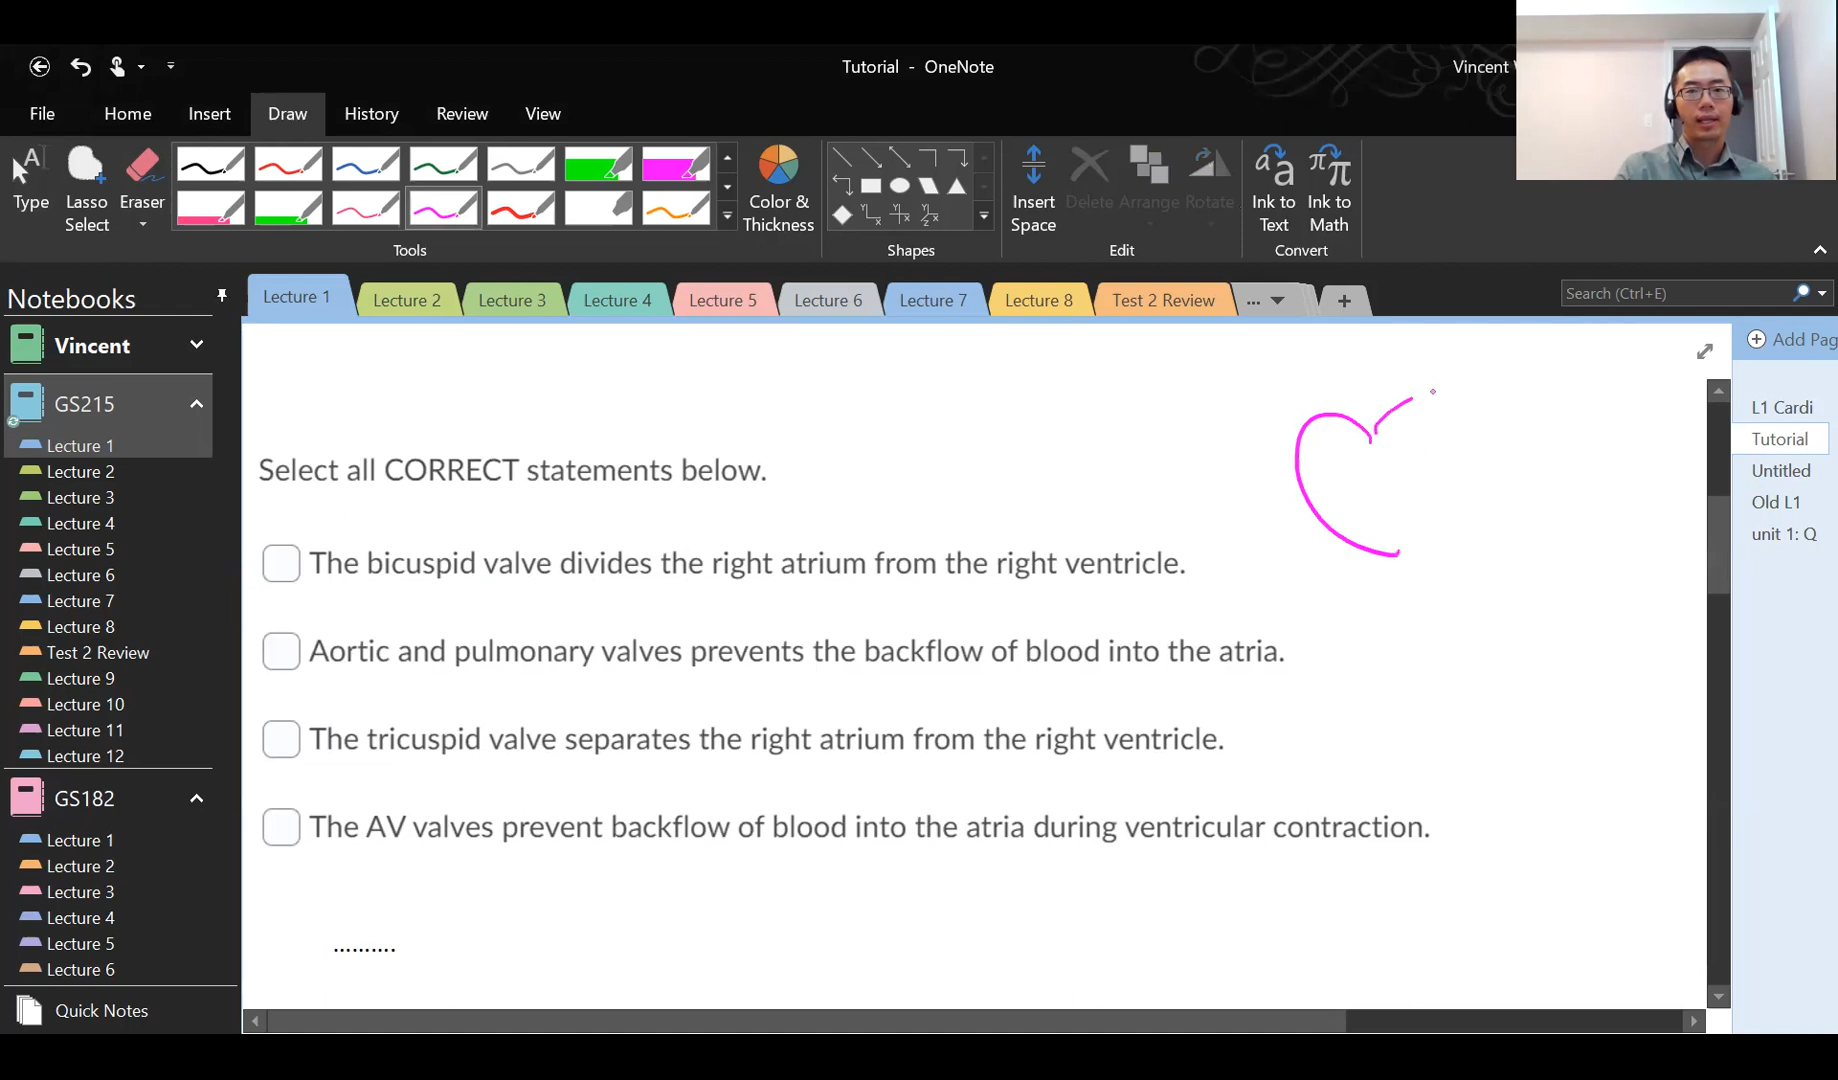 Tutorial - OneNote
Vincent
File
Home
Insert
Draw
History
Review
View
Type
Lasso
Select
Eraser
Color &
Thickness
Insert
Space
Delete
Arrange
Rotate
Ink to
Text
Ink to
Math
Tools
Shapes
Edit
Convert
Notebooks
Lecture 1
Lecture 2
Lecture 3
Lecture 4
Lecture 5
Lecture 6
Lecture 7
Lecture 8
Test 2 Review
...
Search (Ctrl+E)
Vincent
GS215
Lecture 1
Lecture 2
Lecture 3
Lecture 4
Lecture 5
Lecture 6
Lecture 7
Lecture 8
Test 2 Review
Lecture 9
Lecture 10
Lecture 11
Lecture 12
GS182
Lecture 1
Lecture 2
Lecture 3
Lecture 4
Lecture 5
Lecture 6
Quick Notes
Select all CORRECT statements below.
The bicuspid valve divides the right atrium from the right ventricle.
Aortic and pulmonary valves prevents the backflow of blood into the atria.
The tricuspid valve separates the right atrium from the right ventricle.
The AV valves prevent backflow of blood into the atria during ventricular contraction.
..........
Add Pag
L1 Cardi
Tutorial
Untitled
Old L1
unit 1: Q